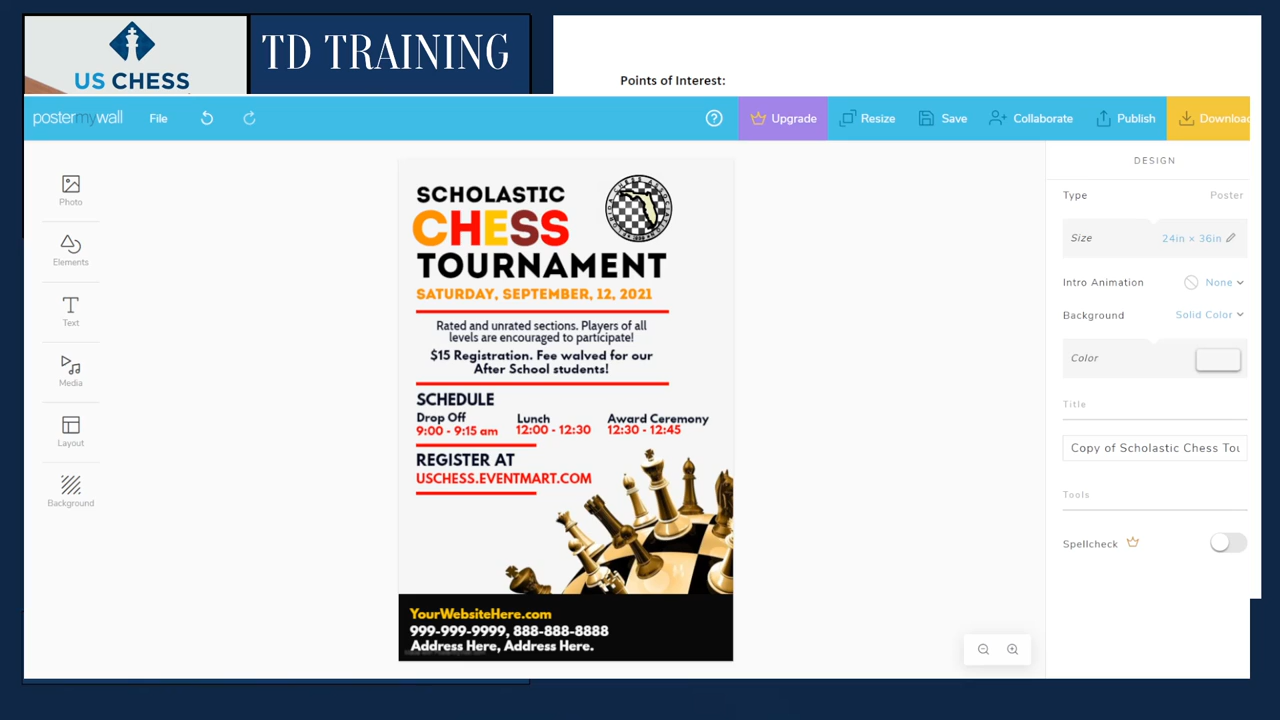 US CHESS
TD TRAINING
Points of Interest:
postermywall
File
Upgrade
Resize
Save
Collaborate
Publish
Download
Photo
Elements
Text
Media
Layout
Background
SCHOLASTIC
CHESS
TOURNAMENT
SATURDAY, SEPTEMBER, 12, 2021
Rated and unrated sections. Players of all
levels are encouraged to participate!
$15 Registration. Fee waived for our
After School students!
SCHEDULE
Drop Off
9:00 - 9:15 am
Lunch
12:00 - 12:30
Award Ceremony
12:30 - 12:45
REGISTER AT
USCHESS.EVENTMART.COM
YourWebsiteHere.com
999-999-9999, 888-888-8888
Address Here, Address Here.
DESIGN
Type
Poster
Size
24in × 36in
Intro Animation
None
Background
Solid Color
Color
Title
Copy of Scholastic Chess Tou
Tools
Spellcheck